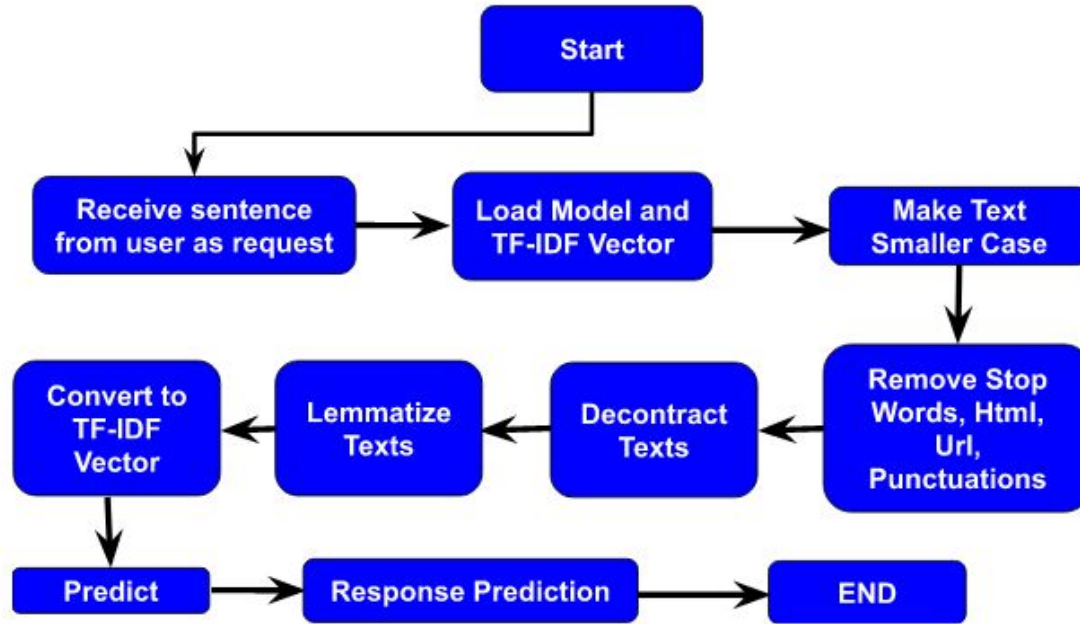 Start
Receive sentence
from user as request
Load Model and
TF-IDF Vector
Make Text
Smaller Case
Remove Stop
Words, Html,
Url,
Punctuations
Decontract
Texts
Lemmatize
Texts
Convert to
TF-IDF
Vector
Predict
Response Prediction
END